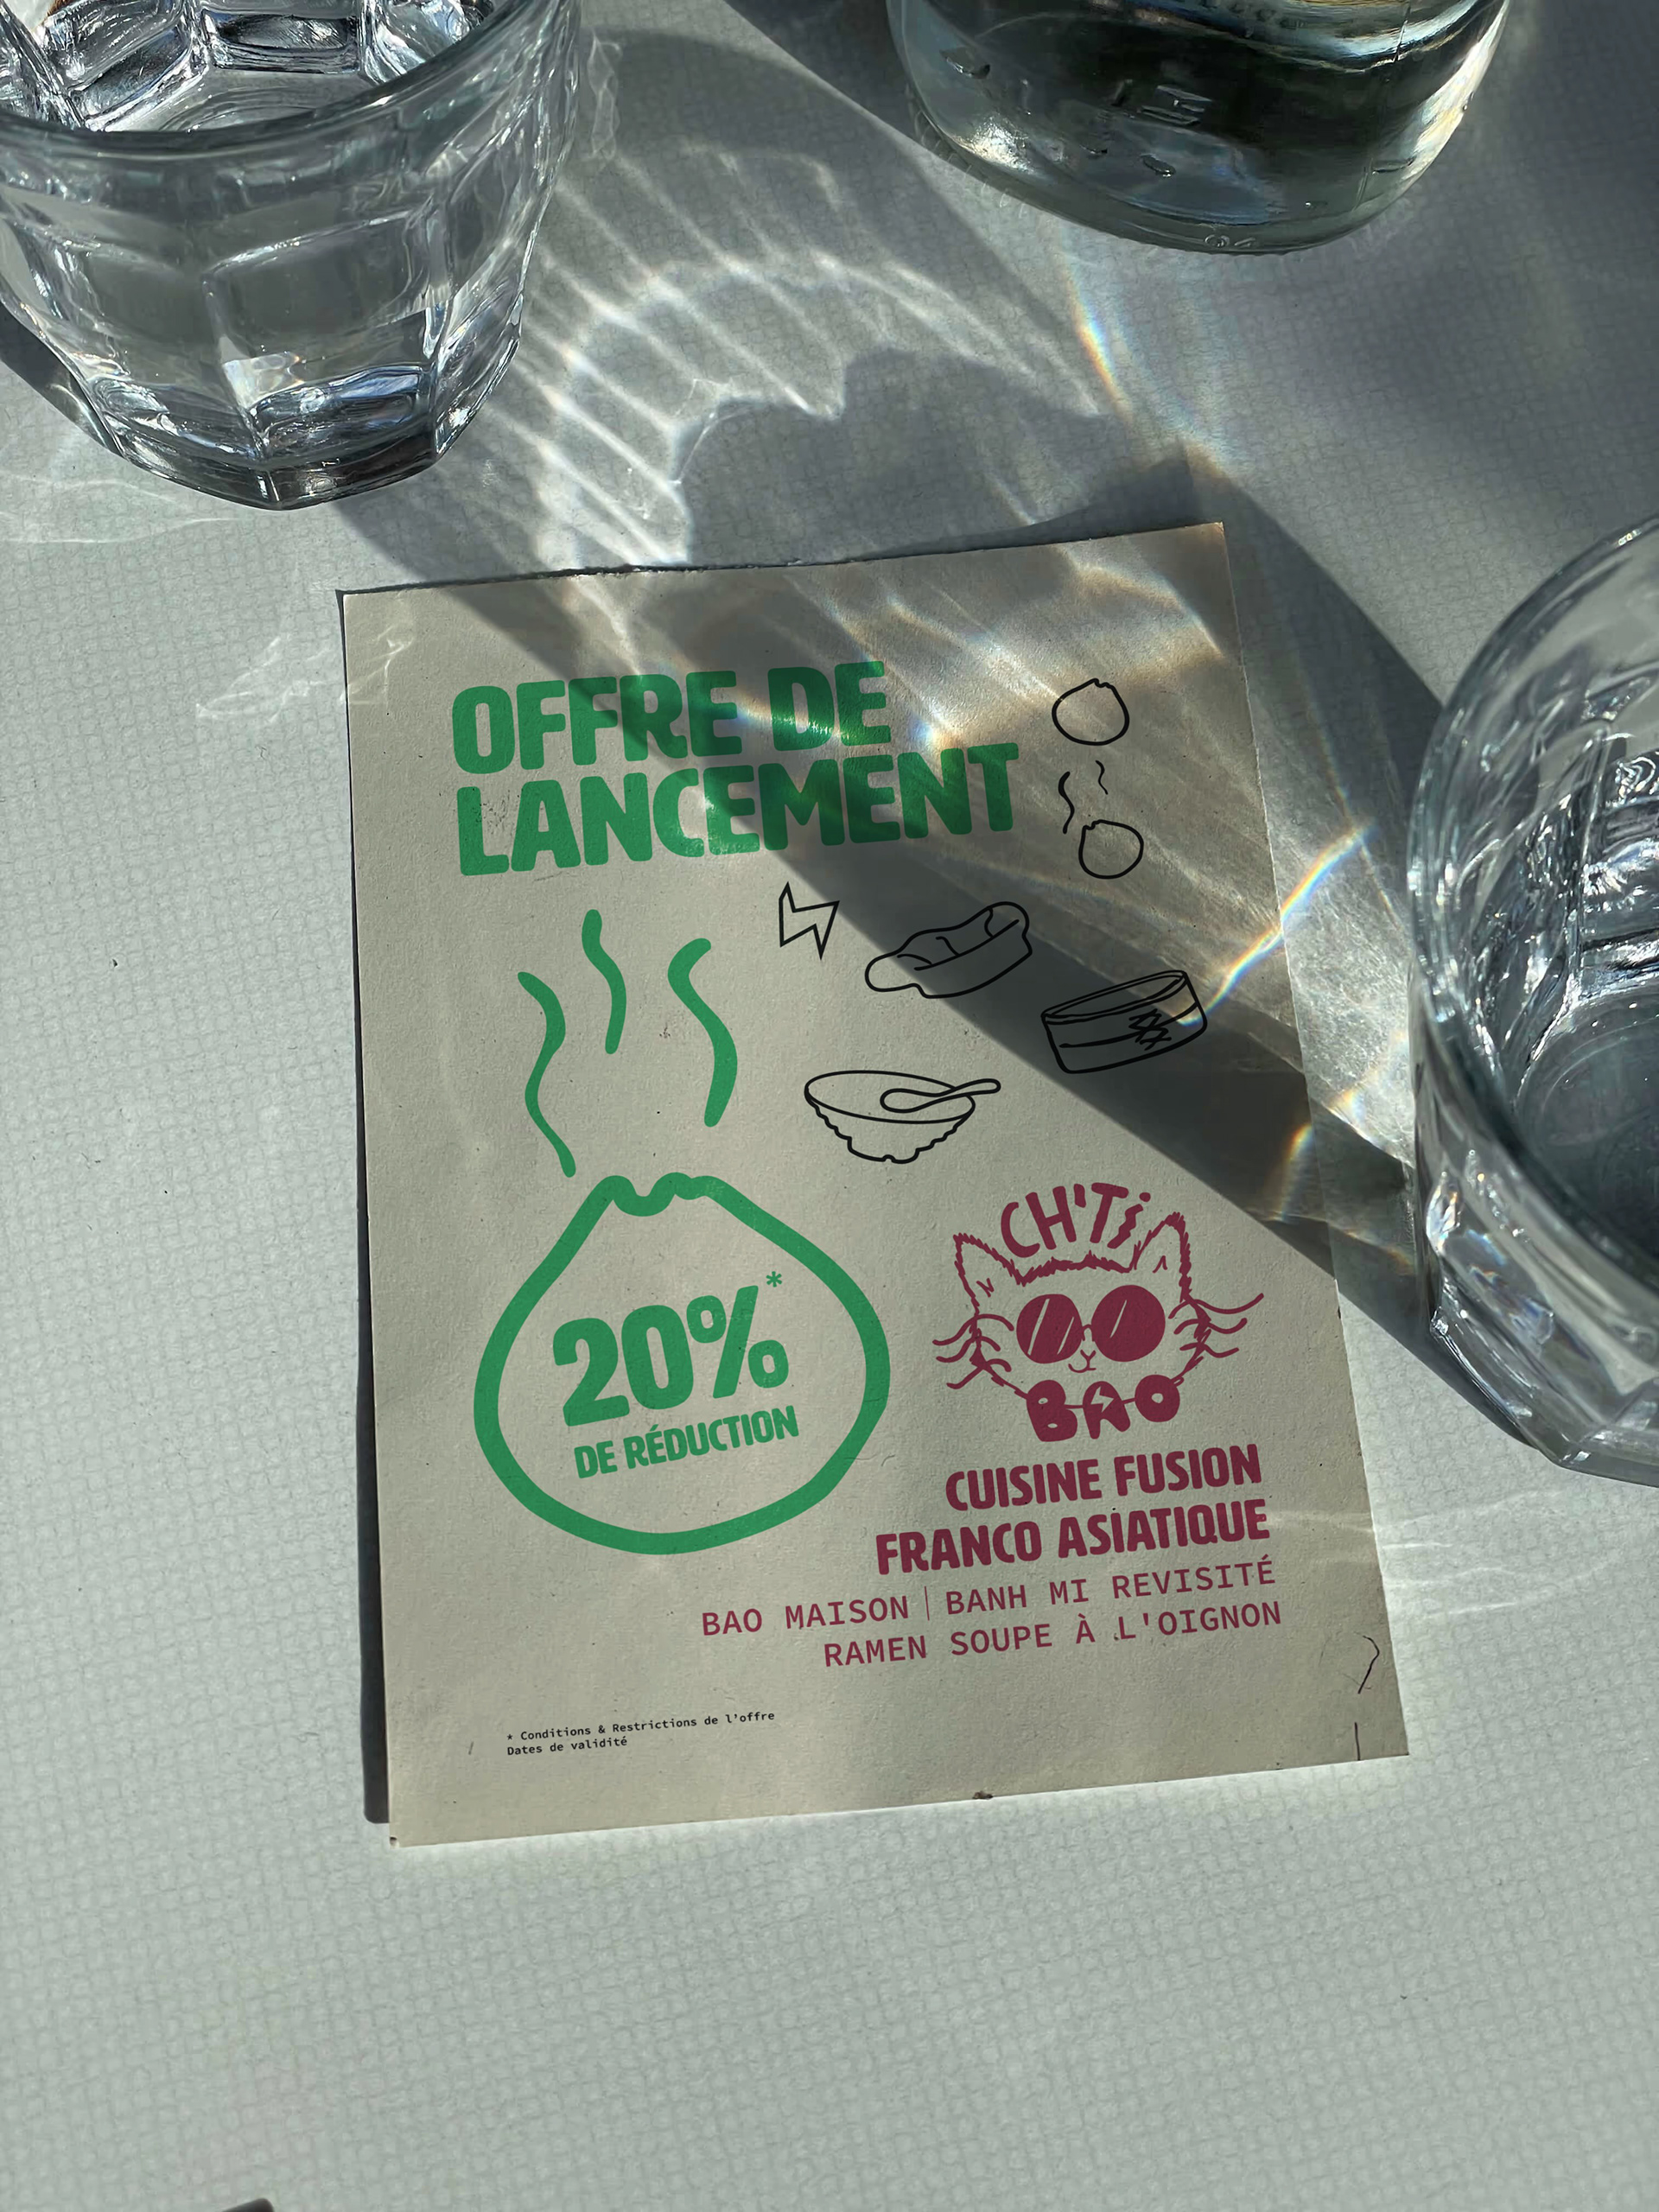 OFFRE DE
LANCEMENT
20%*
DE RÉDUCTION
CH'Ti
BAO
CUISINE FUSION
FRANCO ASIATIQUE
BAO MAISON | BANH MI REVISITÉ
RAMEN SOUPE À L'OIGNON
* Conditions & Restrictions de l'offre
Dates de validité